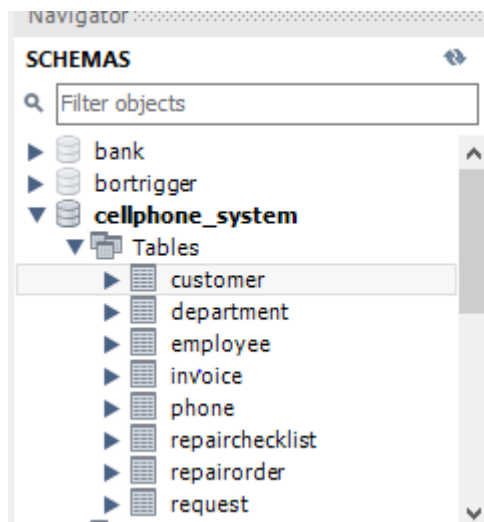 Navigator
SCHEMAS
Filter objects
bank
bortrigger
cellphone_system
Tables
customer
department
employee
invoice
phone
repairchecklist
repairorder
request